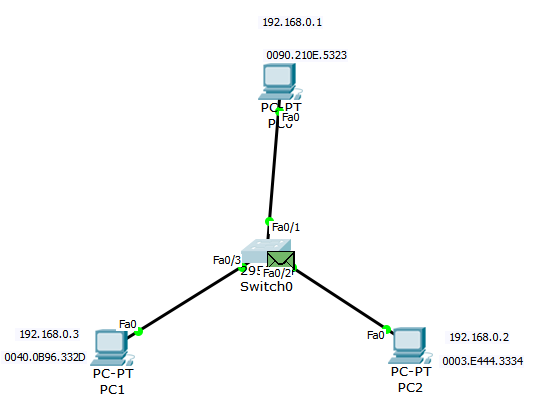 192.168.0.1
0090.210E.5323
PC-PT
Fa0
Fa0/1
Fa0/3
Fa0/2
Switch0
Fa0
192.168.0.3
0040.0B96.332D
PC-PT
PC1
Fa0
192.168.0.2
0003.E444.3334
PC-PT
PC2